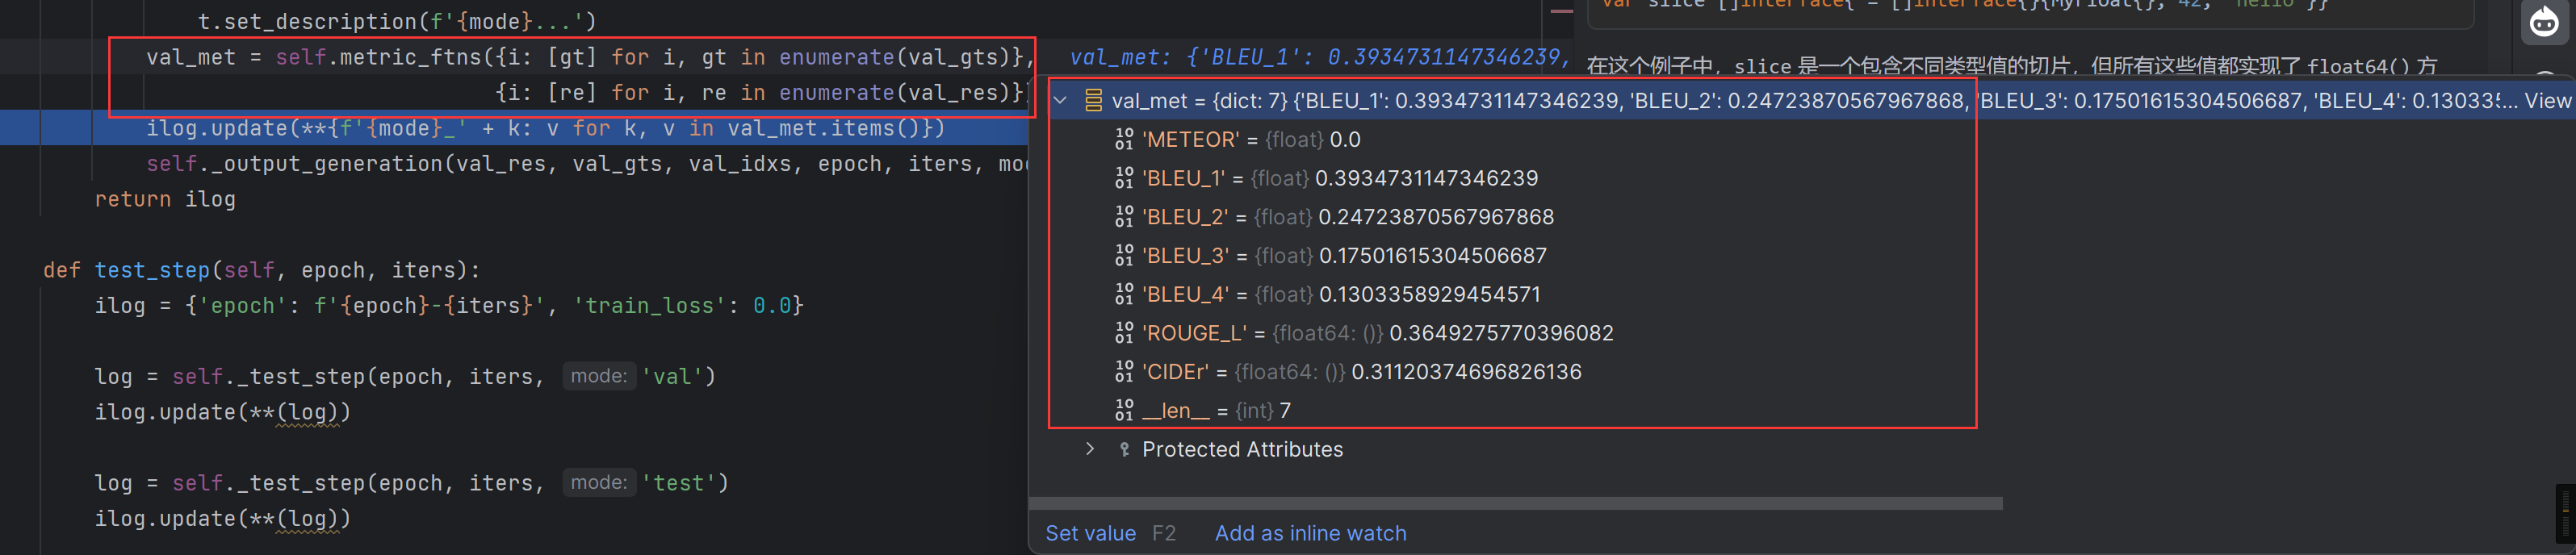 t.set_description(f'{mode}...')
val_met = self.metric_ftns({i: [gt] for i, gt in enumerate(val_gts)}, val_met: {'BLEU_1': 0.3934731147346239,
{i: [re] for i, re in enumerate(val_res)})
ilog.update(**{f'{mode}_' + k: v for k, v in val_met.items()})
self._output_generation(val_res, val_gts, val_idxs, epoch, iters, mo
return ilog
def test_step(self, epoch, iters):
ilog = {'epoch': f'{epoch}-{iters}', 'train_loss': 0.0}
log = self._test_step(epoch, iters, mode: 'val')
ilog.update(**(log))
log = self._test_step(epoch, iters, mode: 'test')
ilog.update(**(log))
var slice []interface{ = []interface{}{MyFloat{}, 42, "hello"}}
在这个例子中，slice 是一个包含不同类型值的切片，但所有这些值都实现了 float64() 方
val_met = {dict: 7} {'BLEU_1': 0.3934731147346239, 'BLEU_2': 0.24723870567967868, 'BLEU_3': 0.17501615304506687, 'BLEU_4': 0.130335... View
'METEOR' = {float} 0.0
'BLEU_1' = {float} 0.3934731147346239
'BLEU_2' = {float} 0.24723870567967868
'BLEU_3' = {float} 0.17501615304506687
'BLEU_4' = {float} 0.1303358929454571
'ROUGE_L' = {float64: ()} 0.3649275770396082
'CIDEr' = {float64: ()} 0.31120374696826136
__len__ = {int} 7
Protected Attributes
Set value F2 Add as inline watch